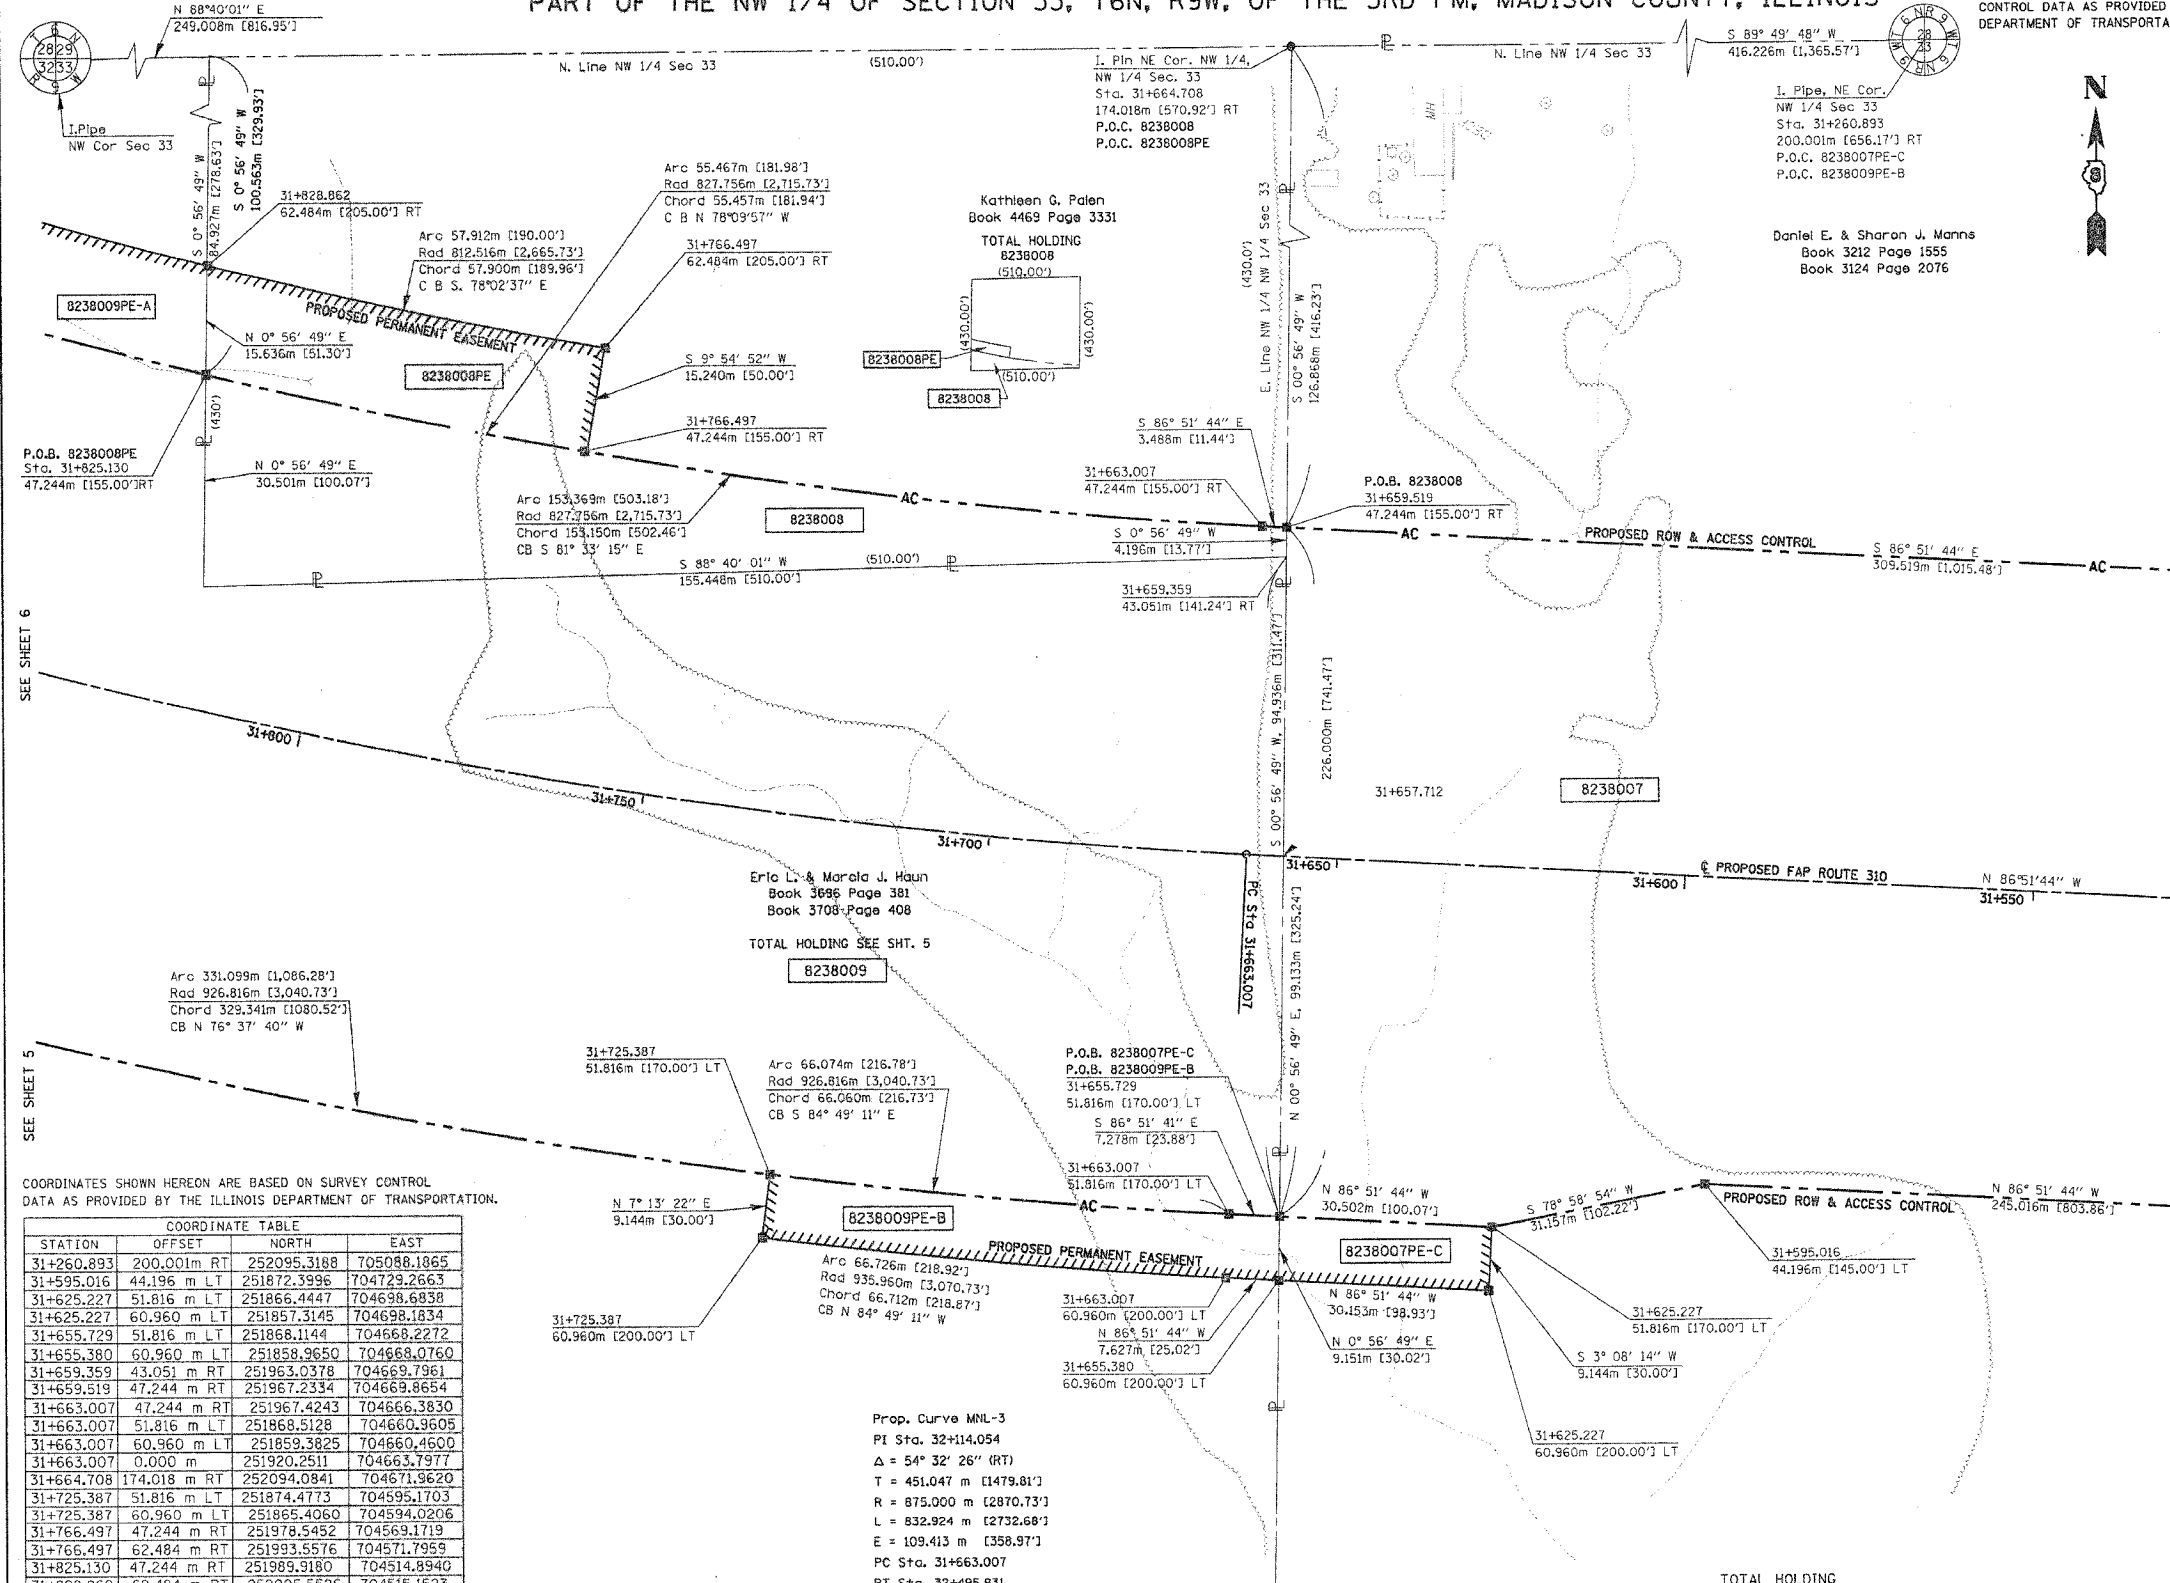 PART OF THE NW 1/4 OF SECTION 33, T6N, R9W, OF THE 3RD PM, MADISON COUNTY, ILLINOIS
CONTROL DATA AS PROVIDED
DEPARTMENT OF TRANSPORTA
N 88°40'01" E
249.008m [816.95']
T 6 N
28 29
32 33
R 9 W
I.Pipe
NW Cor Sec 33
N. Line NW 1/4 Sec 33
(510.00')
I. Pin NE Cor. NW 1/4,
NW 1/4 Sec. 33
Sta. 31+664.708
174.018m [570.92'] RT
P.O.C. 8238008
P.O.C. 8238008PE
N. Line NW 1/4 Sec 33
S 89° 49' 48" W
416.226m [1,365.57']
28
33
I. Pipe, NE Cor.
NW 1/4 Sec 33
Sta. 31+260.893
200.001m [656.17'] RT
P.O.C. 8238007PE-C
P.O.C. 8238009PE-B
N
8
Daniel E. & Sharon J. Manns
Book 3212 Page 1555
Book 3124 Page 2076
S 0° 56' 49" W
84.927m [278.63']
S 0° 56' 49" W
100.563m [329.93']
31+828.862
62.484m [205.00'] RT
Arc 57.912m [190.00']
Rad 812.516m [2,665.73']
Chord 57.900m [189.96']
C B S. 78°02'37" E
Arc 55.467m [181.98']
Rad 827.756m [2,715.73']
Chord 55.457m [181.94']
C B N 78°09'57" W
31+766.497
62.484m [205.00'] RT
Kathleen G. Palen
Book 4469 Page 3331
TOTAL HOLDING
8238008
(510.00')
(430.00')
(430.00')
8238008PE
(510.00')
8238008
MH
E. Line NW 1/4 NW 1/4 Sec 33
(430.0')
S 00° 56' 49" W
126.868m [416.23']
8238009PE-A
PROPOSED PERMANENT EASEMENT
N 0° 56' 49" E
15.636m [51.30']
8238008PE
S 9° 54' 52" W
15.240m [50.00']
31+766.497
47.244m [155.00'] RT
(430')
P.O.B. 8238008PE
Sta. 31+825.130
47.244m [155.00']RT
N 0° 56' 49" E
30.501m [100.07']
Arc 153.369m [503.18']
Rad 827.756m [2,715.73']
Chord 153.150m [502.46']
CB S 81° 33' 15" E
8238008
AC
S 86° 51' 44" E
3.488m [11.44']
31+663.007
47.244m [155.00'] RT
P.O.B. 8238008
31+659.519
47.244m [155.00'] RT
S 0° 56' 49" W
4.196m [13.77']
AC
PROPOSED ROW & ACCESS CONTROL
S 86° 51' 44" E
309.519m [1,015.48']
AC
S 88° 40' 01" W
155.448m [510.00']
(510.00')
31+659.359
43.051m [141.24'] RT
SEE SHEET 6
S 00° 56' 49" W, 94.936m [311.47']
226.000m [741.47']
31+800
31+750
31+700
31+657.712
8238007
31+650
31+600
℄ PROPOSED FAP ROUTE 310
N 86°51'44" W
31+550
PC Sta 31+663.007
Eric L. & Marcia J. Haun
Book 3696 Page 381
Book 3708 Page 408
TOTAL HOLDING SEE SHT. 5
8238009
N 00° 56' 49" E, 99.133m [325.24']
Arc 331.099m [1,086.28']
Rad 926.816m [3,040.73']
Chord 329.341m [1080.52']
CB N 76° 37' 40" W
SEE SHEET 5
31+725.387
51.816m [170.00'] LT
Arc 66.074m [216.78']
Rad 926.816m [3,040.73']
Chord 66.060m [216.73']
CB S 84° 49' 11" E
P.O.B. 8238007PE-C
P.O.B. 8238009PE-B
31+655.729
51.816m [170.00'] LT
S 86° 51' 41" E
7.278m [23.88']
31+663.007
51.816m [170.00'] LT
AC
N 86° 51' 44" W
30.502m [100.07']
S 78° 58' 54" W
31.157m [102.22']
PROPOSED ROW & ACCESS CONTROL
N 86° 51' 44" W
245.016m [803.86']
31+595.016
44.196m [145.00'] LT
N 7° 13' 22" E
9.144m [30.00']
8238009PE-B
PROPOSED PERMANENT EASEMENT
8238007PE-C
Arc 66.726m [218.92']
Rad 935.960m [3,070.73']
Chord 66.712m [218.87']
CB N 84° 49' 11" W
31+725.387
60.960m [200.00'] LT
31+663.007
60.960m [200.00'] LT
N 86° 51' 44" W
7.627m [25.02']
31+655.380
60.960m [200.00'] LT
N 86° 51' 44" W
30.153m [98.93']
N 0° 56' 49" E
9.151m [30.02']
31+625.227
51.816m [170.00'] LT
S 3° 08' 14" W
9.144m [30.00']
31+625.227
60.960m [200.00'] LT
COORDINATES SHOWN HEREON ARE BASED ON SURVEY CONTROL
DATA AS PROVIDED BY THE ILLINOIS DEPARTMENT OF TRANSPORTATION.
COORDINATE TABLE
STATION OFFSET NORTH EAST
31+260.893 200.001m RT 252095.3188 705088.1865
31+595.016 44.196 m LT 251872.3996 704729.2663
31+625.227 51.816 m LT 251866.4447 704698.6838
31+625.227 60.960 m LT 251857.3145 704698.1834
31+655.729 51.816 m LT 251868.1144 704668.2272
31+655.380 60.960 m LT 251858.9650 704668.0760
31+659.359 43.051 m RT 251963.0378 704669.7961
31+659.519 47.244 m RT 251967.2334 704669.8654
31+663.007 47.244 m RT 251967.4243 704666.3830
31+663.007 51.816 m LT 251868.5128 704660.9605
31+663.007 60.960 m LT 251859.3825 704660.4600
31+663.007 0.000 m 251920.2511 704663.7977
31+664.708 174.018 m RT 252094.0841 704671.9620
31+725.387 51.816 m LT 251874.4773 704595.1703
31+725.387 60.960 m LT 251865.4060 704594.0206
31+766.497 47.244 m RT 251978.5452 704569.1719
31+766.497 62.484 m RT 251993.5576 704571.7959
31+825.130 47.244 m RT 251989.9180 704514.8940
Prop. Curve MNL-3
PI Sta. 32+114.054
Δ = 54° 32' 26" (RT)
T = 451.047 m [1479.81']
R = 875.000 m [2870.73']
L = 832.924 m [2732.68']
E = 109.413 m [358.97']
PC Sta. 31+663.007
PT Sta. 32+495.931
TOTAL HOLDING